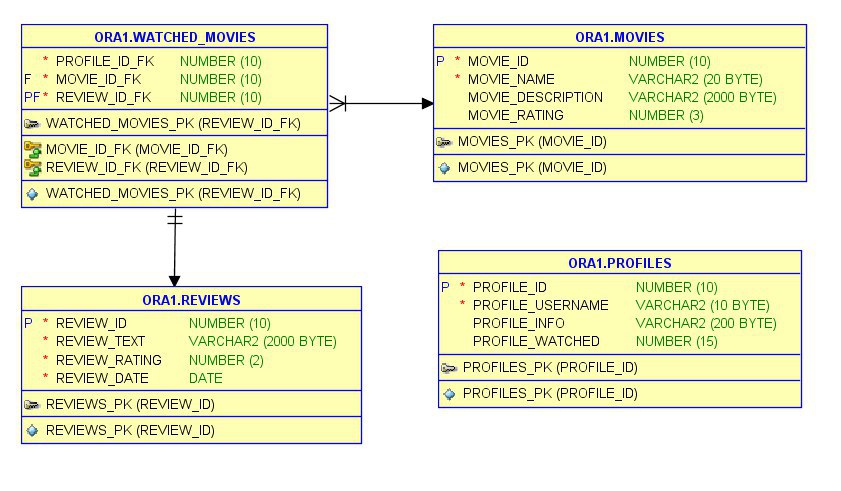 ORA1.WATCHED_MOVIES
* PROFILE_ID_FK NUMBER (10)
F * MOVIE_ID_FK NUMBER (10)
PF* REVIEW_ID_FK NUMBER (10)
WATCHED_MOVIES_PK (REVIEW_ID_FK)
MOVIE_ID_FK (MOVIE_ID_FK)
REVIEW_ID_FK (REVIEW_ID_FK)
WATCHED_MOVIES_PK (REVIEW_ID_FK)
ORA1.MOVIES
P * MOVIE_ID NUMBER (10)
* MOVIE_NAME VARCHAR2 (20 BYTE)
MOVIE_DESCRIPTION VARCHAR2 (2000 BYTE)
MOVIE_RATING NUMBER (3)
MOVIES_PK (MOVIE_ID)
MOVIES_PK (MOVIE_ID)
ORA1.REVIEWS
P * REVIEW_ID NUMBER (10)
* REVIEW_TEXT VARCHAR2 (2000 BYTE)
* REVIEW_RATING NUMBER (2)
* REVIEW_DATE DATE
REVIEWS_PK (REVIEW_ID)
REVIEWS_PK (REVIEW_ID)
ORA1.PROFILES
P * PROFILE_ID NUMBER (10)
* PROFILE_USERNAME VARCHAR2 (10 BYTE)
PROFILE_INFO VARCHAR2 (200 BYTE)
PROFILE_WATCHED NUMBER (15)
PROFILES_PK (PROFILE_ID)
PROFILES_PK (PROFILE_ID)